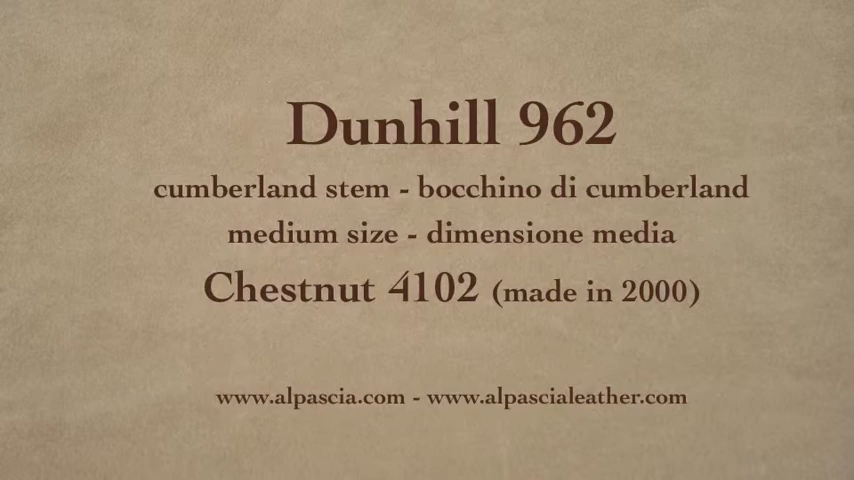 Dunhill 962
cumberland stem - bocchino di cumberland
medium size - dimensione media
Chestnut 4102 (made in 2000)
www.alpascia.com - www.alpascialeather.com